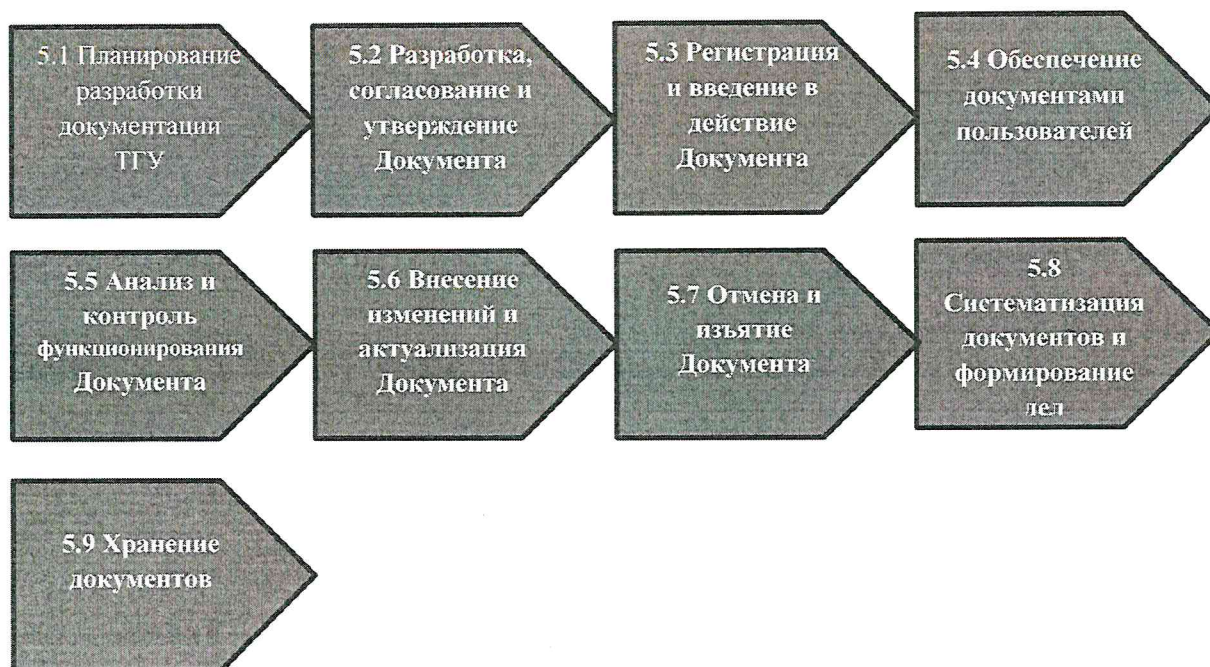 5.1 Планирование
разработки
документации
ТГУ
5.2 Разработка,
согласование и
утверждение
Документа
5.3 Регистрация
и введение в
действие
Документа
5.4 Обеспечение
документами
пользователей
5.5 Анализ и
контроль
функционирования
Документа
5.6 Внесение
изменений и
актуализация
Документа
5.7 Отмена и
изъятие
Документа
5.8
Систематизация
документов и
формирование
дел
5.9 Хранение
документов